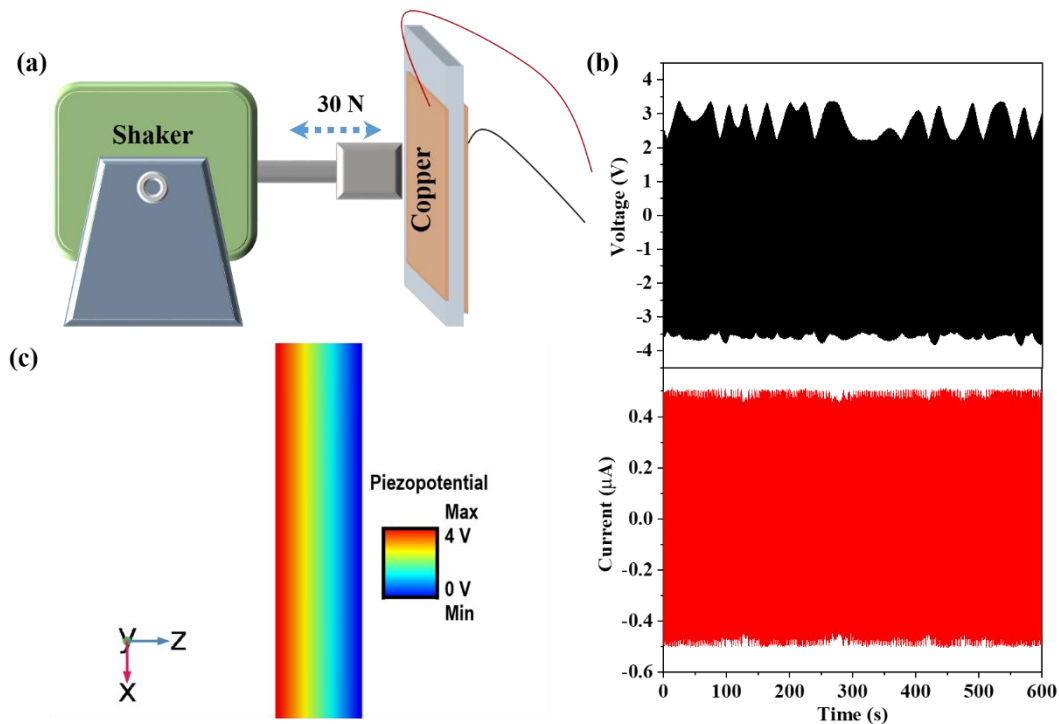 (a)
30 N
Shaker
Copper
(b)
4
3
2
1
0
-1
-2
-3
-4
Voltage (V)
0.4
0.2
0.0
-0.2
-0.4
-0.6
Current (μA)
0 100 200 300 400 500 600
Time (s)
(c)
Piezopotential
Max
4 V
0 V
Min
y
z
x